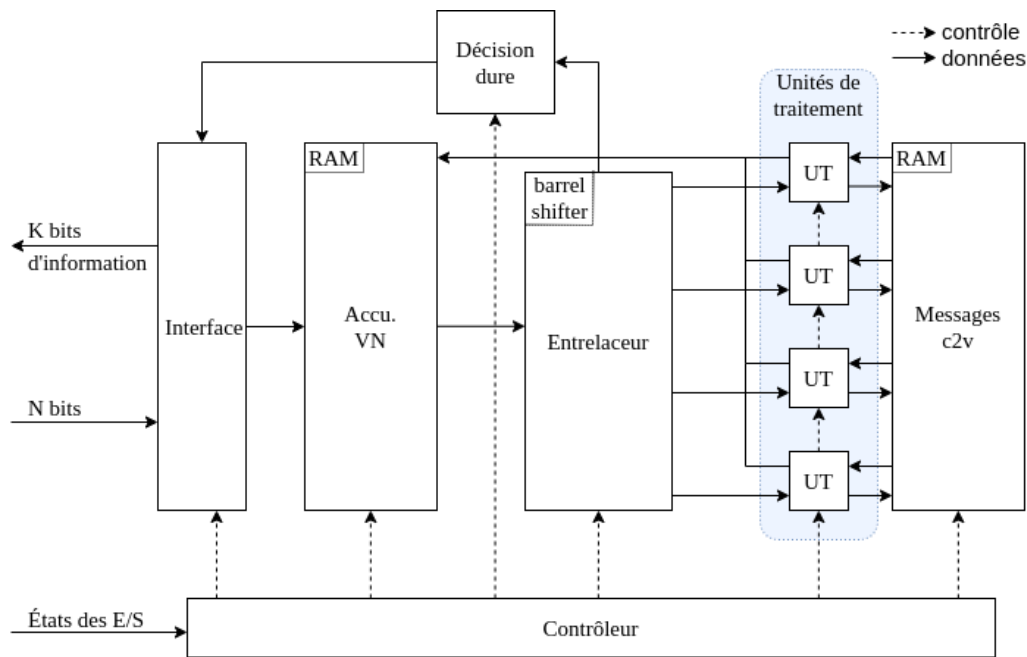 Décision
dure
contrôle
données
Unités de
traitement
RAM
barrel
shifter
UT
RAM
K bits
d'information
UT
Interface
Accu.
VN
Entrelaceur
Messages
c2v
UT
N bits
UT
États des E/S
Contrôleur